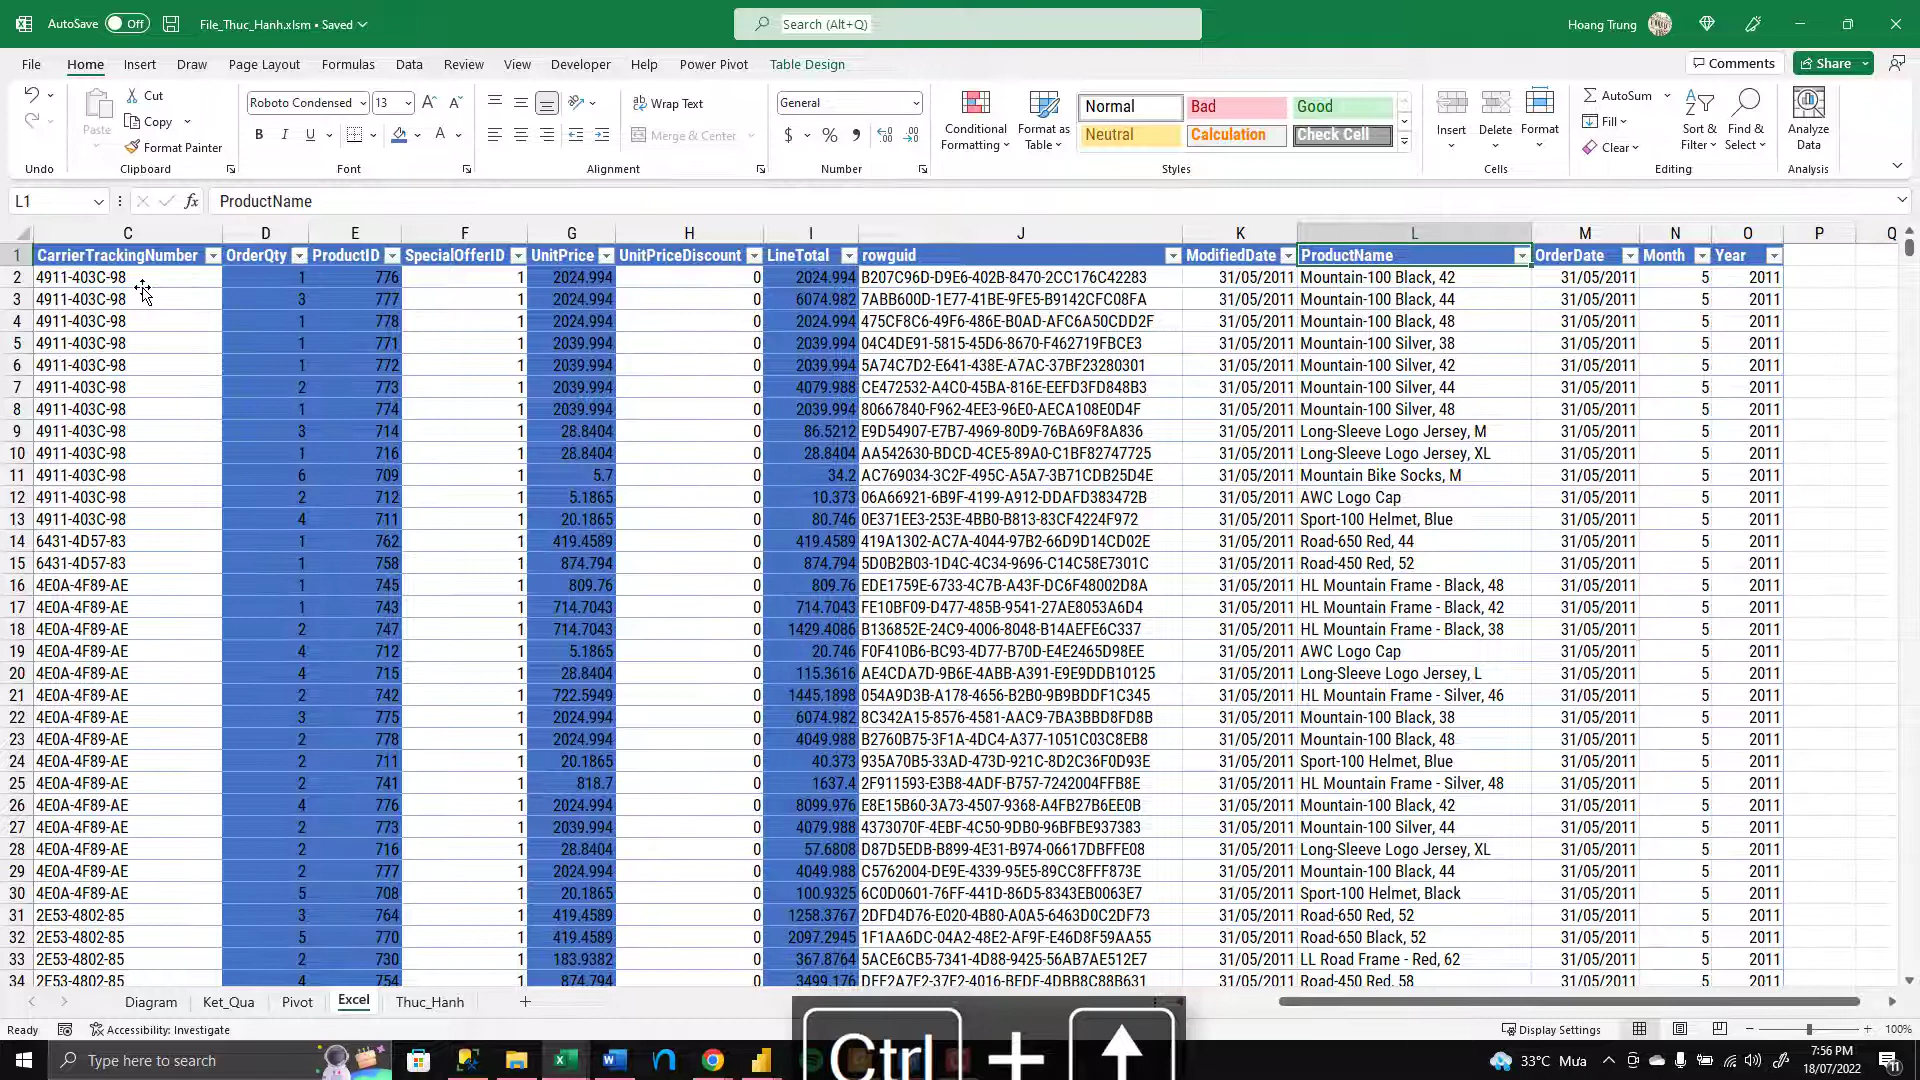 AutoSave Off File_Thuc_Hanh.xlsm • Saved Search (Alt+Q) Hoang Trung
File Home Insert Draw Page Layout Formulas Data Review View Developer Help Power Pivot Table Design Comments Share
Paste Cut Copy Format Painter
Roboto Condensed 13 B I U A
Wrap Text Merge & Center
General $ % ,
Conditional Formatting Format as Table
Normal Bad Good
Neutral Calculation Check Cell
Insert Delete Format
AutoSum Fill Clear Sort & Filter Find & Select Analyze Data
Undo Clipboard Font Alignment Number Styles Cells Editing Analysis
L1 fx ProductName
C D E F G H I J K L M N O P Q
1 CarrierTrackingNumber OrderQty ProductID SpecialOfferID UnitPrice UnitPriceDiscount LineTotal rowguid ModifiedDate ProductName OrderDate Month Year
2 4911-403C-98 1 776 1 2024.994 0 2024.994 B207C96D-D9E6-402B-8470-2CC176C42283 31/05/2011 Mountain-100 Black, 42 31/05/2011 5 2011
3 4911-403C-98 3 777 1 2024.994 0 6074.982 7ABB600D-1E77-41BE-9FE5-B9142CFC08FA 31/05/2011 Mountain-100 Black, 44 31/05/2011 5 2011
4 4911-403C-98 1 778 1 2024.994 0 2024.994 475CF8C6-49F6-486E-B0AD-AFC6A50CDD2F 31/05/2011 Mountain-100 Black, 48 31/05/2011 5 2011
5 4911-403C-98 1 771 1 2039.994 0 2039.994 04C4DE91-5815-45D6-8670-F462719FBCE3 31/05/2011 Mountain-100 Silver, 38 31/05/2011 5 2011
6 4911-403C-98 1 772 1 2039.994 0 2039.994 5A74C7D2-E641-438E-A7AC-37BF23280301 31/05/2011 Mountain-100 Silver, 42 31/05/2011 5 2011
7 4911-403C-98 2 773 1 2039.994 0 4079.988 CE472532-A4C0-45BA-816E-EEFD3FD848B3 31/05/2011 Mountain-100 Silver, 44 31/05/2011 5 2011
8 4911-403C-98 1 774 1 2039.994 0 2039.994 80667840-F962-4EE3-96E0-AECA108E0D4F 31/05/2011 Mountain-100 Silver, 48 31/05/2011 5 2011
9 4911-403C-98 3 714 1 28.8404 0 86.5212 E9D54907-E7B7-4969-80D9-76BA69F8A836 31/05/2011 Long-Sleeve Logo Jersey, M 31/05/2011 5 2011
10 4911-403C-98 1 716 1 28.8404 0 28.8404 AA542630-BDCD-4CE5-89A0-C1BF82747725 31/05/2011 Long-Sleeve Logo Jersey, XL 31/05/2011 5 2011
11 4911-403C-98 6 709 1 5.7 0 34.2 AC769034-3C2F-495C-A5A7-3B71CDB25D4E 31/05/2011 Mountain Bike Socks, M 31/05/2011 5 2011
12 4911-403C-98 2 712 1 5.1865 0 10.373 06A66921-6B9F-4199-A912-DDAFD383472B 31/05/2011 AWC Logo Cap 31/05/2011 5 2011
13 4911-403C-98 4 711 1 20.1865 0 80.746 0E371EE3-253E-4BB0-B813-83CF4224F972 31/05/2011 Sport-100 Helmet, Blue 31/05/2011 5 2011
14 6431-4D57-83 1 762 1 419.4589 0 419.4589 419A1302-AC7A-4044-97B2-66D9D14CD02E 31/05/2011 Road-650 Red, 44 31/05/2011 5 2011
15 6431-4D57-83 1 758 1 874.794 0 874.794 5D0B2B03-1D4C-4C34-9696-C14C58E7301C 31/05/2011 Road-450 Red, 52 31/05/2011 5 2011
16 4E0A-4F89-AE 1 745 1 809.76 0 809.76 EDE1759E-6733-4C7B-A43F-DC6F48002D8A 31/05/2011 HL Mountain Frame - Black, 48 31/05/2011 5 2011
17 4E0A-4F89-AE 1 743 1 714.7043 0 714.7043 FE10BF09-D477-485B-9541-27AE8053A6D4 31/05/2011 HL Mountain Frame - Black, 42 31/05/2011 5 2011
18 4E0A-4F89-AE 2 747 1 714.7043 0 1429.4086 B136852E-24C9-4006-8048-B14AEFE6C337 31/05/2011 HL Mountain Frame - Black, 38 31/05/2011 5 2011
19 4E0A-4F89-AE 4 712 1 5.1865 0 20.746 F0F410B6-BC93-4D77-B70D-E4E2465D98EE 31/05/2011 AWC Logo Cap 31/05/2011 5 2011
20 4E0A-4F89-AE 4 715 1 28.8404 0 115.3616 AE4CDA7D-9B6E-4ABB-A391-E9E9DDB10125 31/05/2011 Long-Sleeve Logo Jersey, L 31/05/2011 5 2011
21 4E0A-4F89-AE 2 742 1 722.5949 0 1445.1898 054A9D3B-A178-4656-B2B0-9B9BDDF1C345 31/05/2011 HL Mountain Frame - Silver, 46 31/05/2011 5 2011
22 4E0A-4F89-AE 3 775 1 2024.994 0 6074.982 8C342A15-8576-4581-AAC9-7BA3BBD8FD8B 31/05/2011 Mountain-100 Black, 38 31/05/2011 5 2011
23 4E0A-4F89-AE 2 778 1 2024.994 0 4049.988 B2760B75-3F1A-4DC4-A377-1051C03C8EB8 31/05/2011 Mountain-100 Black, 48 31/05/2011 5 2011
24 4E0A-4F89-AE 2 711 1 20.1865 0 40.373 935A70B5-33AD-473D-921C-8D2C36F0D93E 31/05/2011 Sport-100 Helmet, Blue 31/05/2011 5 2011
25 4E0A-4F89-AE 2 741 1 818.7 0 1637.4 2F911593-E3B8-4ADF-B757-7242004FFB8E 31/05/2011 HL Mountain Frame - Silver, 48 31/05/2011 5 2011
26 4E0A-4F89-AE 4 776 1 2024.994 0 8099.976 E8E15B60-3A73-4507-9368-A4FB27B6EE0B 31/05/2011 Mountain-100 Black, 42 31/05/2011 5 2011
27 4E0A-4F89-AE 2 773 1 2039.994 0 4079.988 4373070F-4EBF-4C50-9DB0-96BFBE937383 31/05/2011 Mountain-100 Silver, 44 31/05/2011 5 2011
28 4E0A-4F89-AE 2 716 1 28.8404 0 57.6808 D87D5EDB-B899-4E31-B974-06617DBFFE08 31/05/2011 Long-Sleeve Logo Jersey, XL 31/05/2011 5 2011
29 4E0A-4F89-AE 2 777 1 2024.994 0 4049.988 C5762004-DE9E-4339-95E5-89CC8FFF873E 31/05/2011 Mountain-100 Black, 44 31/05/2011 5 2011
30 4E0A-4F89-AE 5 708 1 20.1865 0 100.9325 6C0D0601-76FF-441D-86D5-8343EB0063E7 31/05/2011 Sport-100 Helmet, Black 31/05/2011 5 2011
31 2E53-4802-85 3 764 1 419.4589 0 1258.3767 2DFD4D76-E020-4B80-A0A5-6463D0C2DF73 31/05/2011 Road-650 Red, 52 31/05/2011 5 2011
32 2E53-4802-85 5 770 1 419.4589 0 2097.2945 1F1AA6DC-04A2-48E2-AF9F-E46D8F59AA55 31/05/2011 Road-650 Black, 52 31/05/2011 5 2011
33 2E53-4802-85 2 730 1 183.9382 0 367.8764 5ACE6CB5-7341-4D88-9425-56AB7AE512E7 31/05/2011 LL Road Frame - Red, 62 31/05/2011 5 2011
34 2E53-4802-85 4 754 1 874.794 0 3499.176 DFF2A7F2-37F2-4016-BEDF-4DBB8C88B631 31/05/2011 Road-450 Red, 58 31/05/2011 5 2011
Diagram Ket_Qua Pivot Excel Thuc_Hanh
Ready Accessibility: Investigate Display Settings 100%
Ctrl + ↑
Type here to search 33°C Mưa 7:56 PM
18/07/2022 11